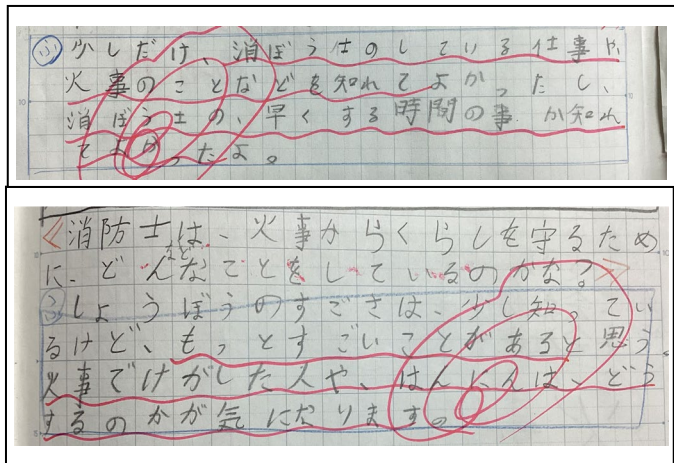 ふ 少しだけ、消ぼう士のしている仕事や、
火事のことなどを知れてよかったし、
消ぼう士の、早くする時間の事が知れ
てよかったよ。
<消防士は、火事からくらしを守るため
に、どんなことをしているのかな?>
ふしょうぼうのすごさは、少し知ってい
るけど、もっとすごいことがあると思う
火事でけがした人や、はんにんは、どう
するのかが気になります。